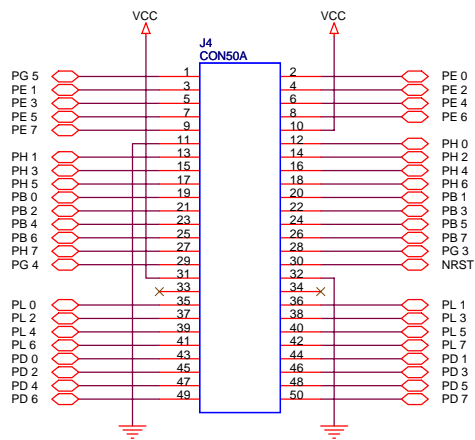 VCC VCC
J4
CON50A
PG 5 1 2 PE 0
PE 1 3 4 PE 2
PE 3 5 6 PE 4
PE 5 7 8 PE 6
PE 7 9 10
11 12 PH 0
PH 1 13 14 PH 2
PH 3 15 16 PH 4
PH 5 17 18 PH 6
PB 0 19 20 PB 1
PB 2 21 22 PB 3
PB 4 23 24 PB 5
PB 6 25 26 PB 7
PH 7 27 28 PG 3
PG 4 29 30 NRST
31 32
33 34
PL 0 35 36 PL 1
PL 2 37 38 PL 3
PL 4 39 40 PL 5
PL 6 41 42 PL 7
PD 0 43 44 PD 1
PD 2 45 46 PD 3
PD 4 47 48 PD 5
PD 6 49 50 PD 7